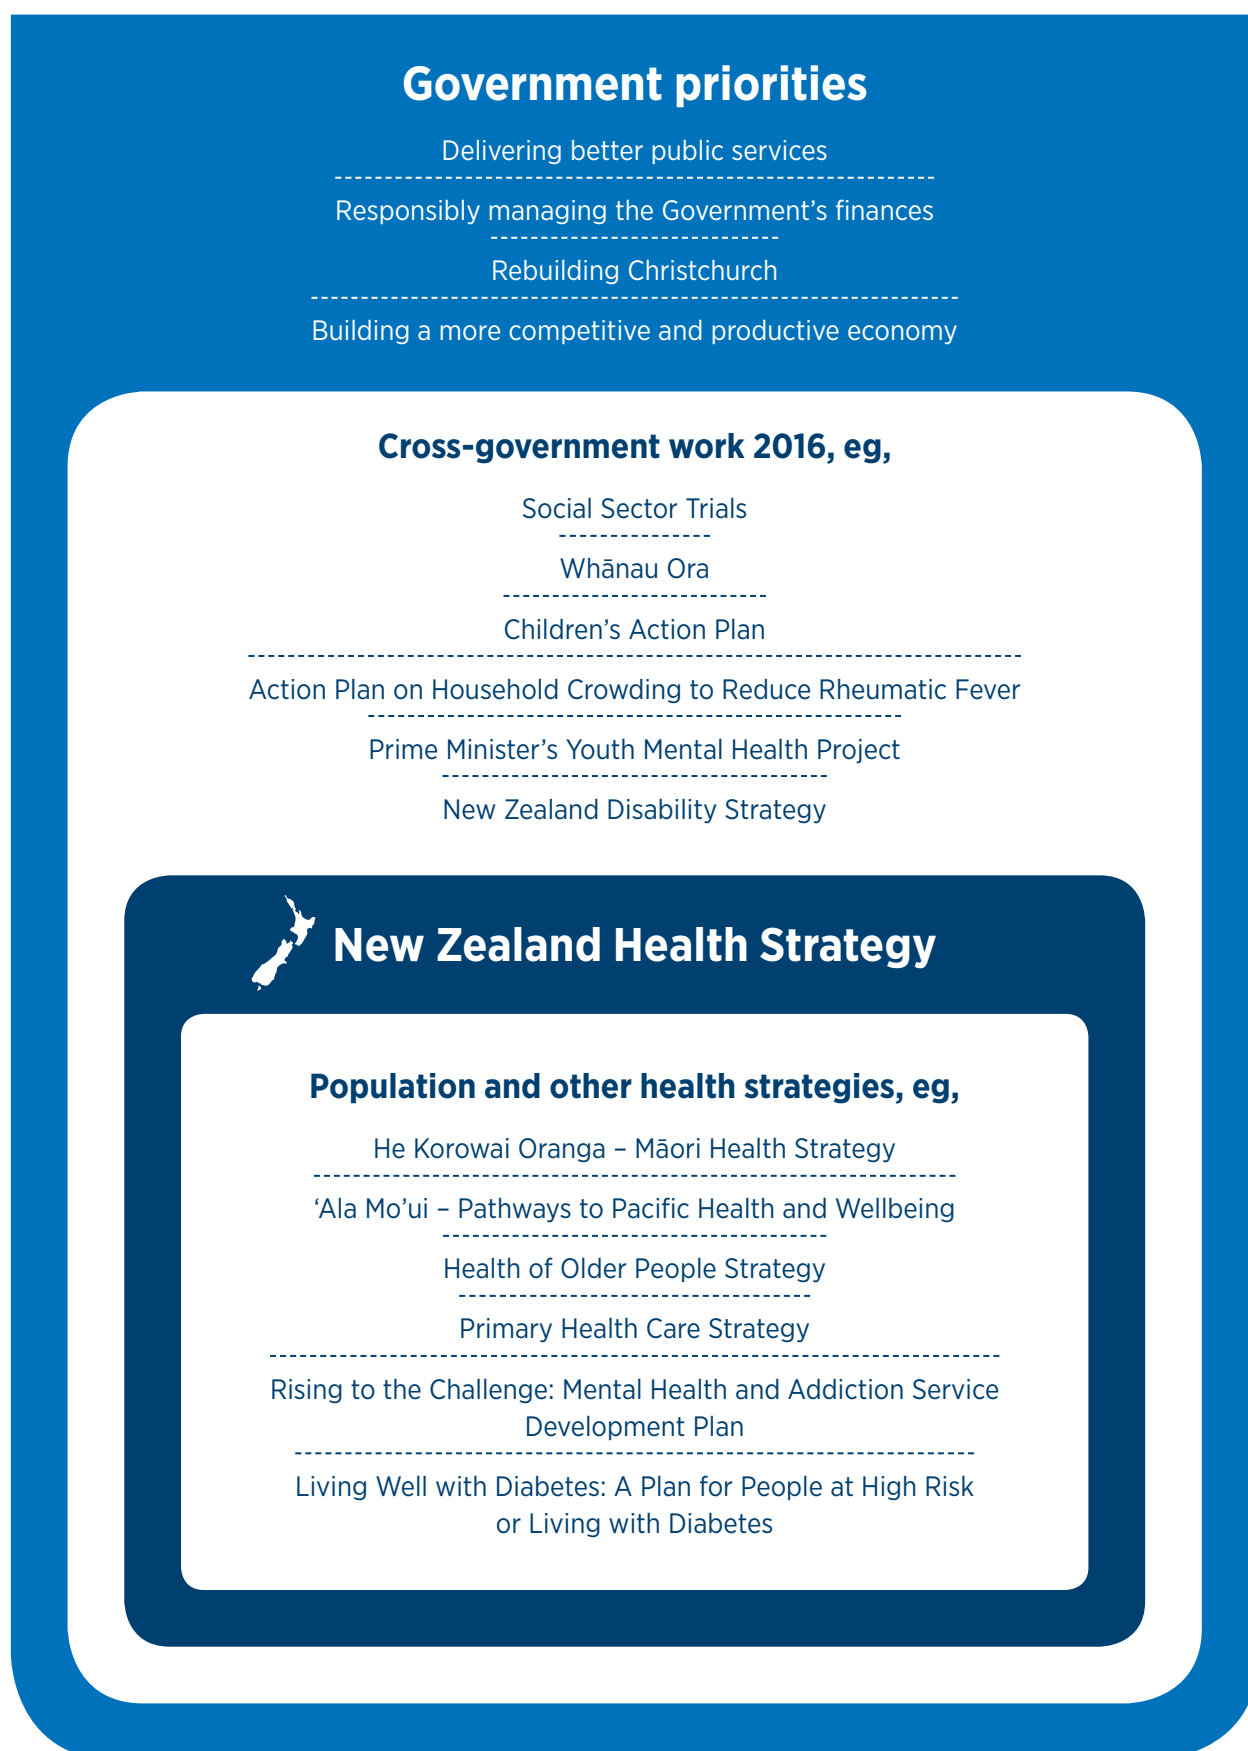 Government priorities
Delivering better public services
Responsibly managing the Government’s finances
Rebuilding Christchurch
Building a more competitive and productive economy
Cross-government work 2016, eg,
Social Sector Trials
Whānau Ora
Children’s Action Plan
Action Plan on Household Crowding to Reduce Rheumatic Fever
Prime Minister’s Youth Mental Health Project
New Zealand Disability Strategy
New Zealand Health Strategy
Population and other health strategies, eg,
He Korowai Oranga – Māori Health Strategy
‘Ala Mo’ui – Pathways to Pacific Health and Wellbeing
Health of Older People Strategy
Primary Health Care Strategy
Rising to the Challenge: Mental Health and Addiction Service
Development Plan
Living Well with Diabetes: A Plan for People at High Risk
or Living with Diabetes